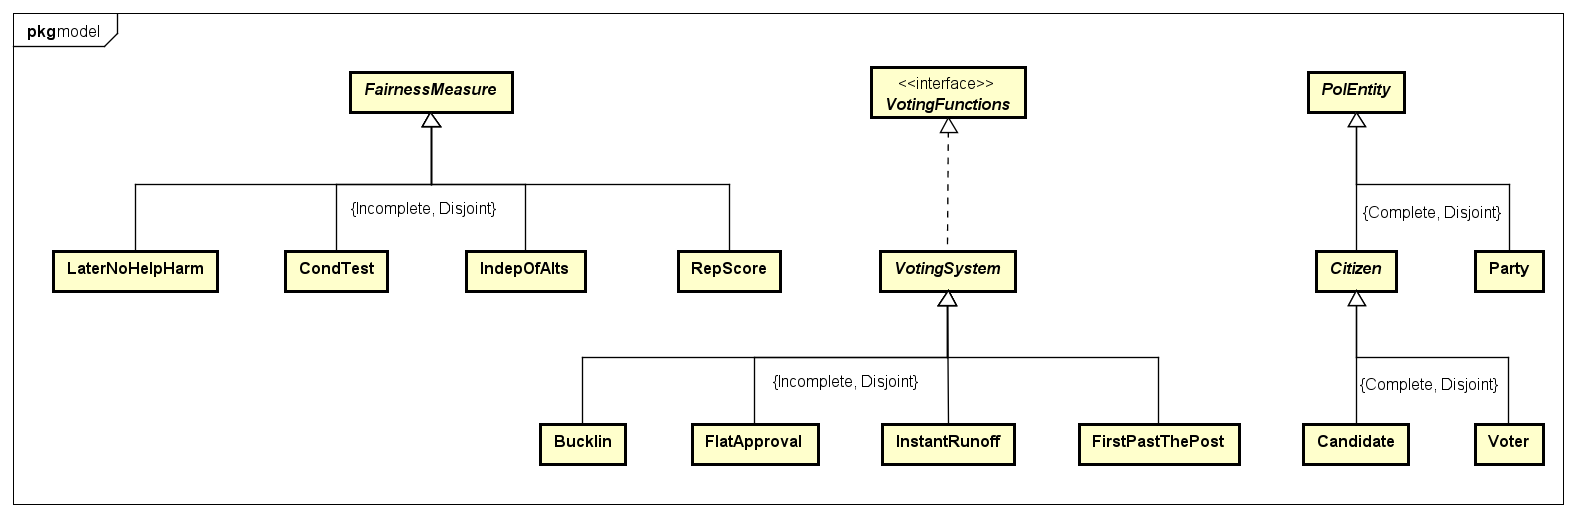 pkg model
FairnessMeasure
<<interface>>
VotingFunctions
PolEntity
{Incomplete, Disjoint}
{Complete, Disjoint}
LaterNoHelpHarm
CondTest
IndepOfAlts
RepScore
VotingSystem
Citizen
Party
{Incomplete, Disjoint}
{Complete, Disjoint}
Bucklin
FlatApproval
InstantRunoff
FirstPastThePost
Candidate
Voter